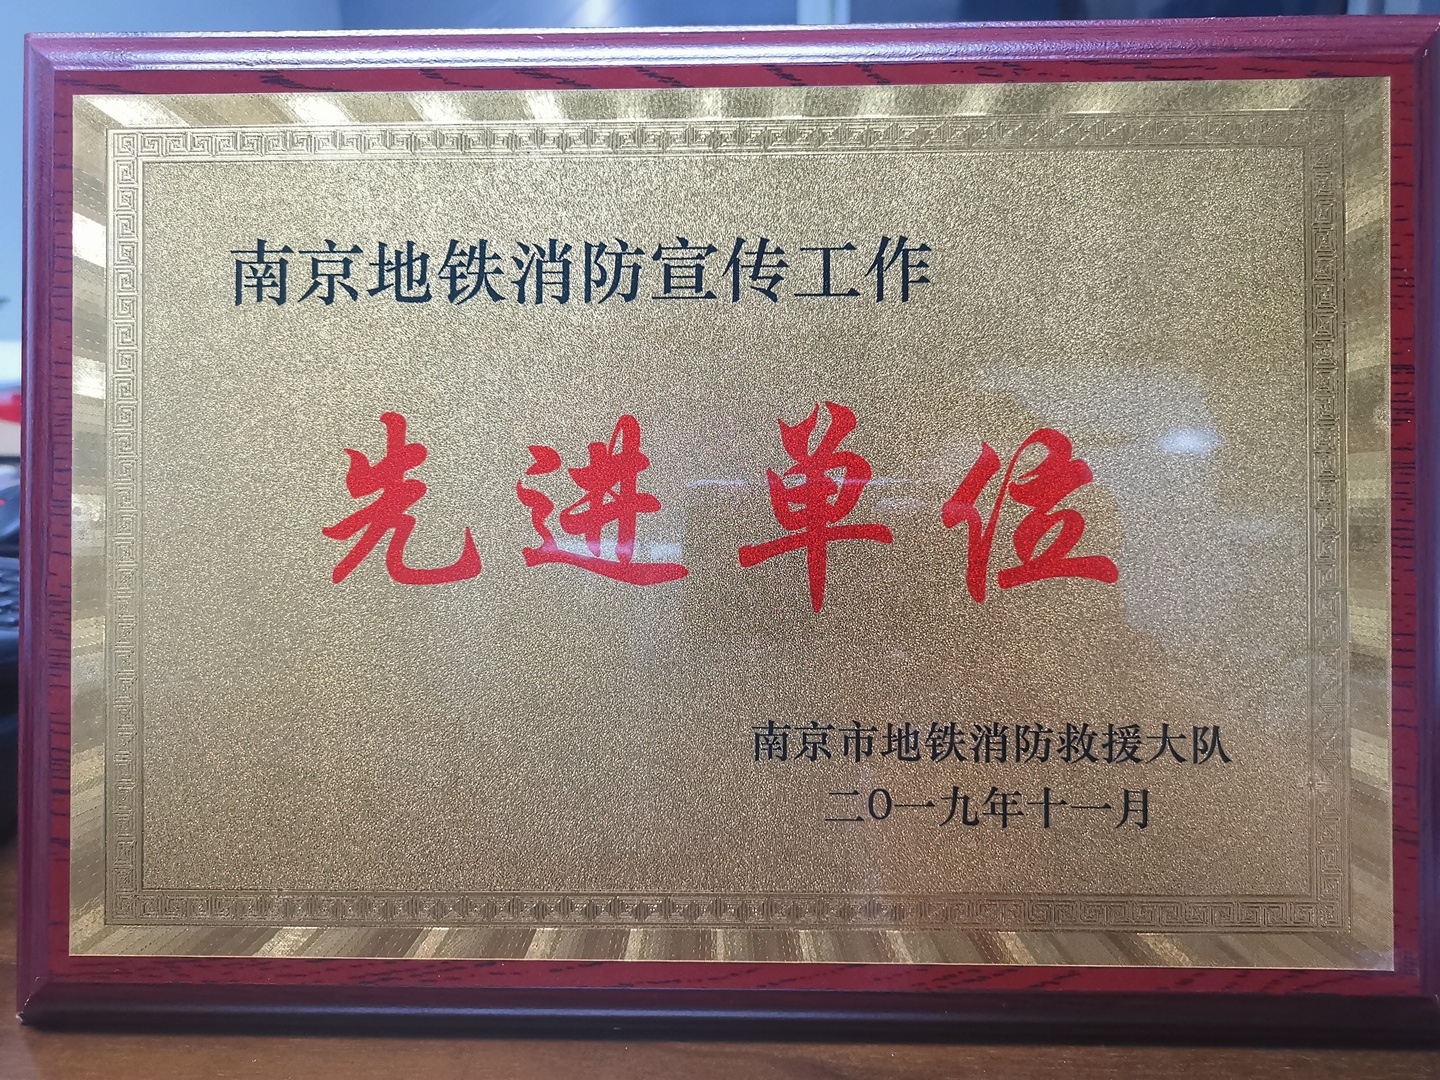 南京地铁消防宣传工作
先进单位
南京市地铁消防救援大队
二0一九年十一月